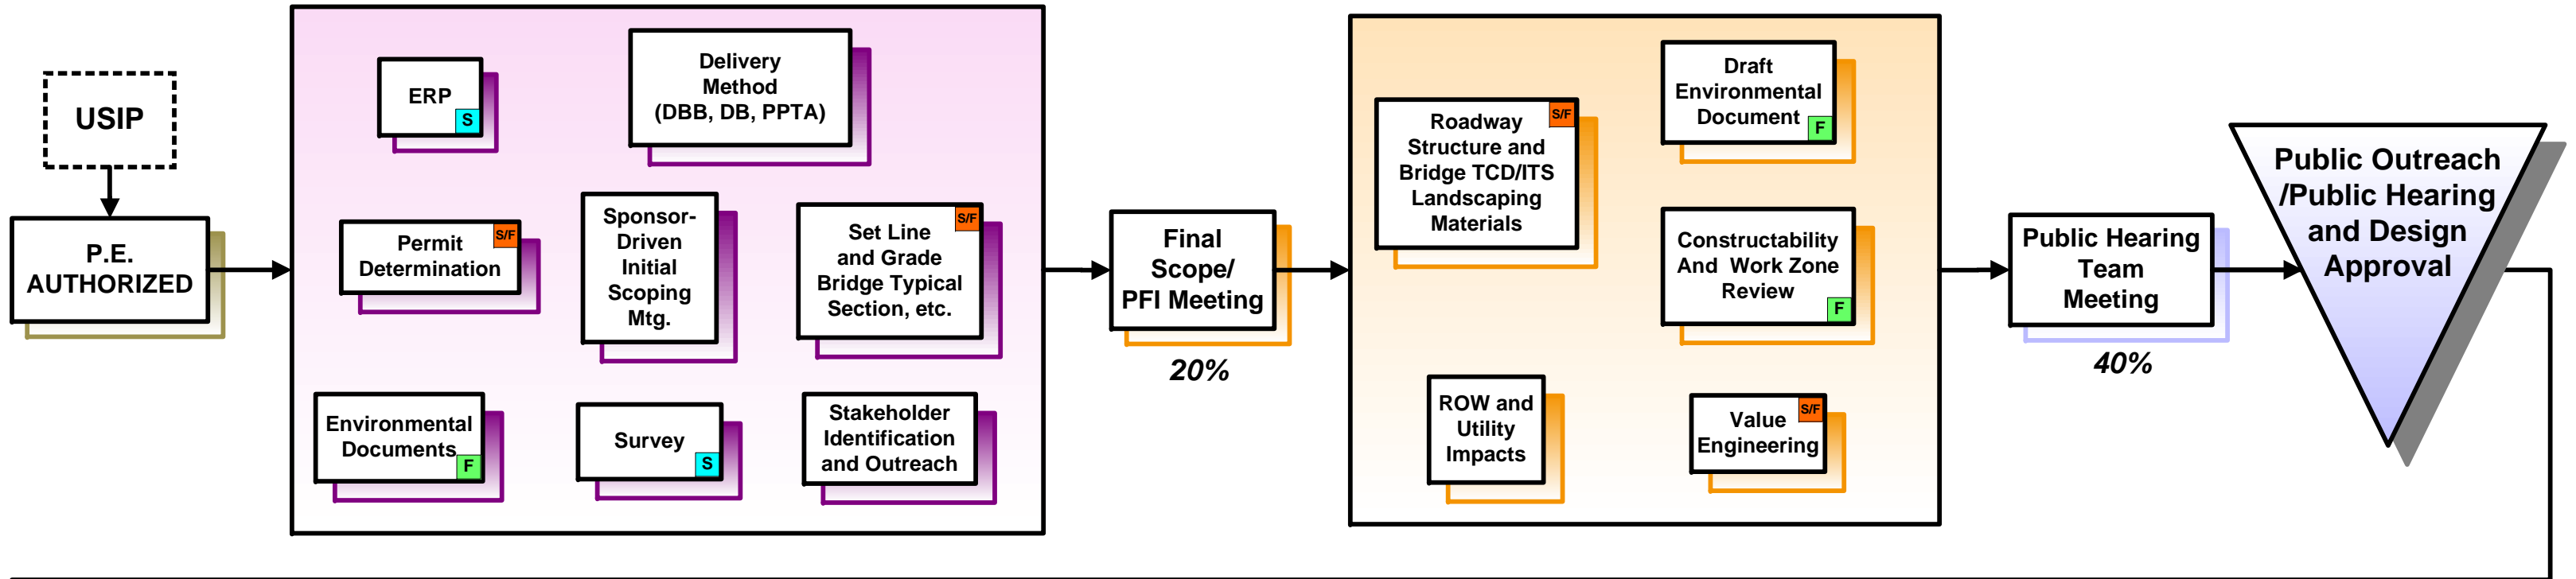 USIP
P.E.
AUTHORIZED
ERP
S
Delivery
Method
(DBB, DB, PPTA)
Permit
Determination
S/F
Sponsor-
Driven
Initial
Scoping
Mtg.
Set Line
and Grade
Bridge Typical
Section, etc.
S/F
Environmental
Documents
F
Survey
S
Stakeholder
Identification
and Outreach
Final
Scope/
PFI Meeting
20%
Roadway
Structure and
Bridge TCD/ITS
Landscaping
Materials
S/F
Draft
Environmental
Document
F
Constructability
And Work Zone
Review
F
ROW and
Utility
Impacts
Value
Engineering
S/F
Public Hearing
Team
Meeting
40%
Public Outreach
/Public Hearing
and Design
Approval